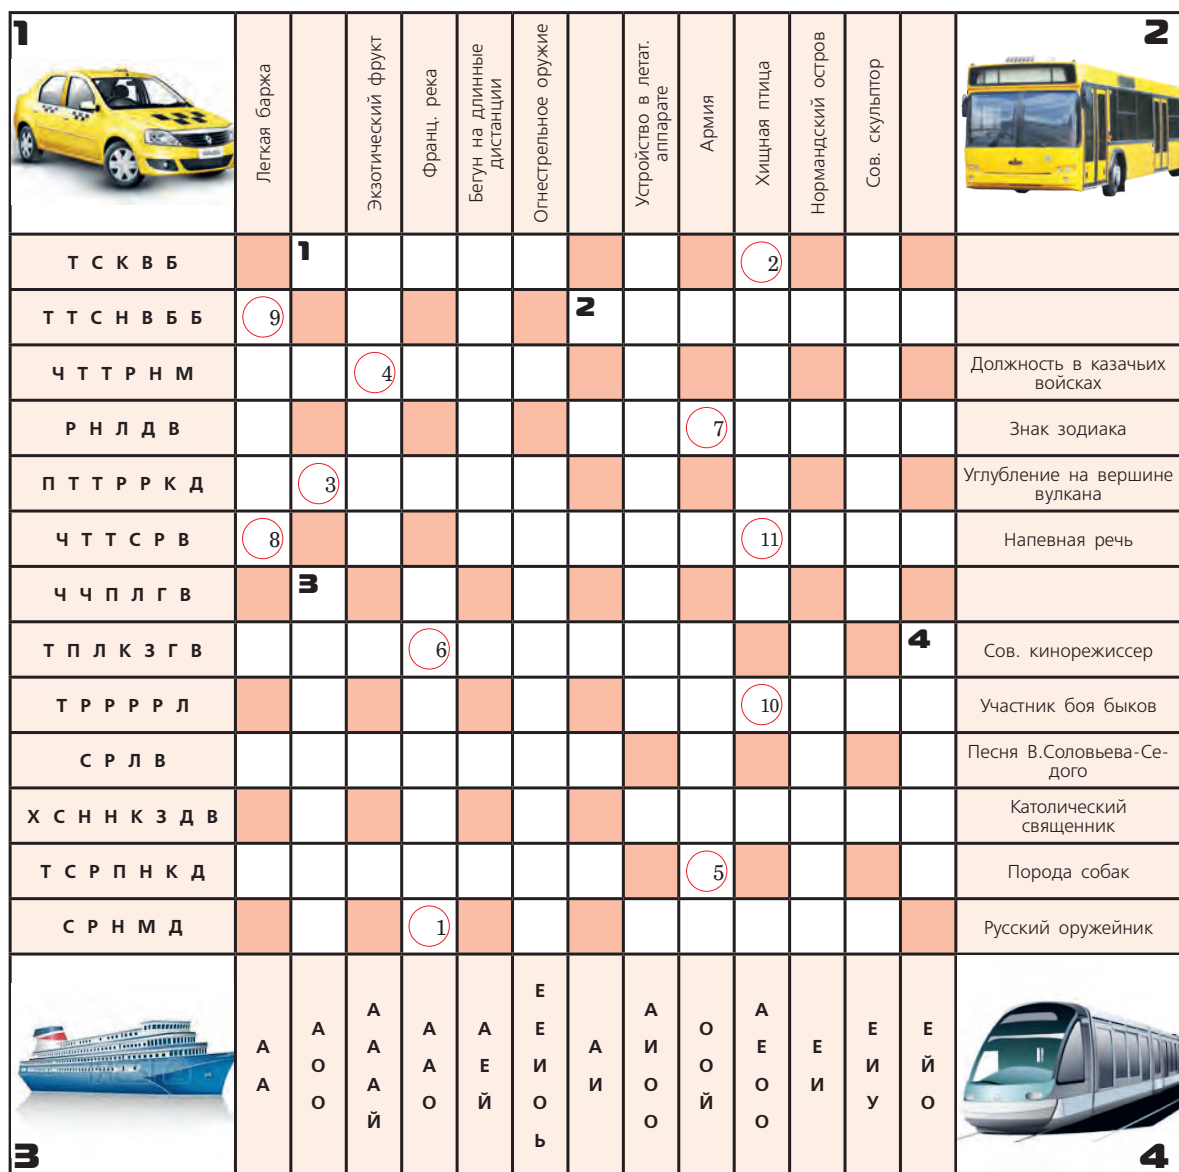 1
Легкая баржа
Экзотический фрукт
Франц. река
Бегун на длинные
дистанции
Огнестрельное оружие
Устройство в летат.
аппарате
Армия
Хищная птица
Нормандский остров
Сов. скульптор
2
Т С К В Б
1
2
Т Т С Н В Б Б
9
2
Ч Т Т Р Н М
4
Должность в казачьих
войсках
Р Н Л Д В
7
Знак зодиака
П Т Т Р Р К Д
3
Углубление на вершине
вулкана
Ч Т Т С Р В
8
11
Напевная речь
Ч Ч П Л Г В
3
Т П Л К З Г В
6
4
Сов. кинорежиссер
Т Р Р Р Р Л
10
Участник боя быков
С Р Л В
Песня В.Соловьева-Се-
дого
Х С Н Н К З Д В
Католический
священник
Т С Р П Н К Д
5
Порода собак
С Р Н М Д
1
Русский оружейник
3
А
А
А
О
О
А
А
А
Й
А
А
О
А
Е
Й
Е
Е
И
О
Ь
А
И
А
И
О
О
О
О
Й
А
Е
О
О
Е
И
Е
И
У
Е
Й
О
4